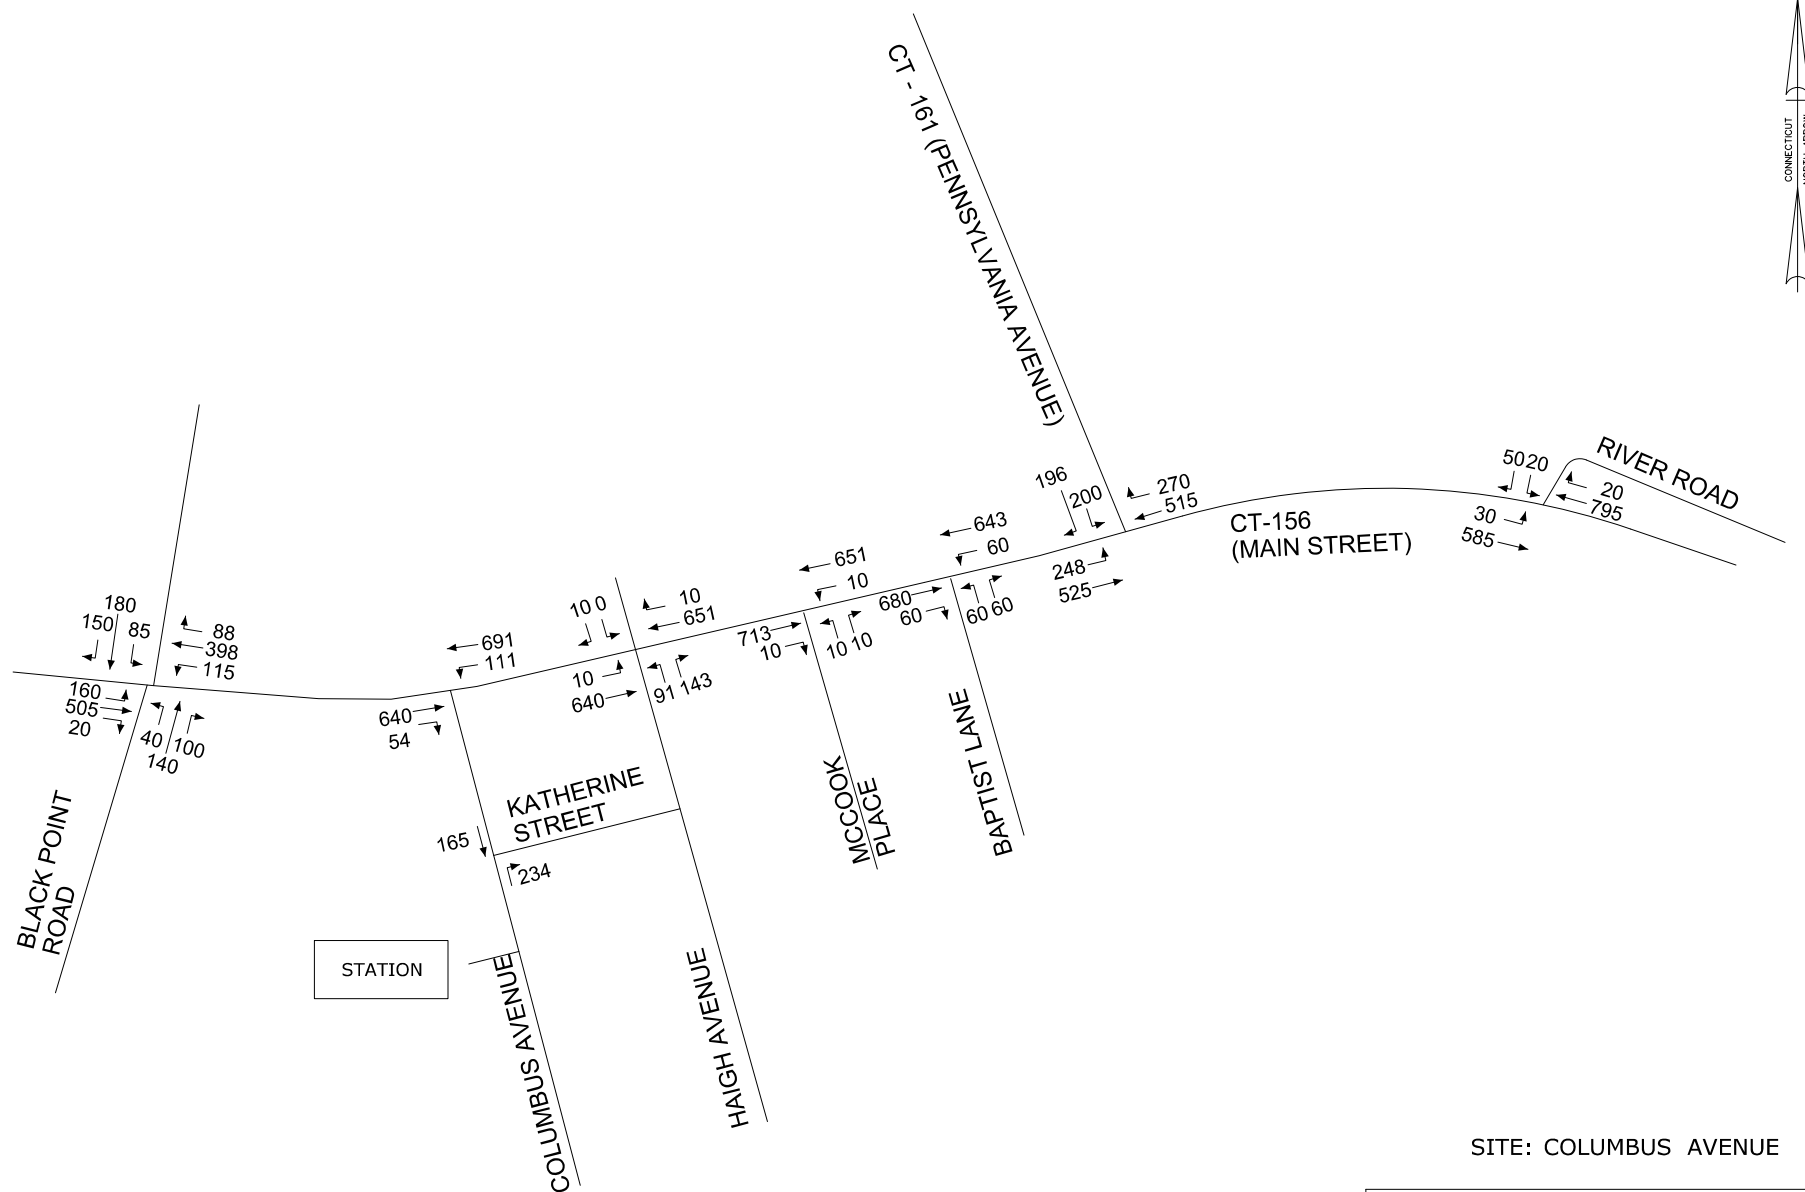 CT - 161 (PENNSYLVANIA AVENUE)
CONNECTICUT
NORTH ARROW
RIVER ROAD
50 20
20
795
30
585
CT-156
(MAIN STREET)
196
200
270
515
248
525
643
60
680
60
60 60
651
10
713
10
10 10
10 0
10
651
10
640
91 143
691
111
640
54
180
150
85
88
398
115
160
505
20
40
140
100
BLACK POINT
ROAD
KATHERINE
STREET
165
234
MCCOOK
PLACE
BAPTIST LANE
STATION
COLUMBUS AVENUE
HAIGH AVENUE
SITE: COLUMBUS AVENUE